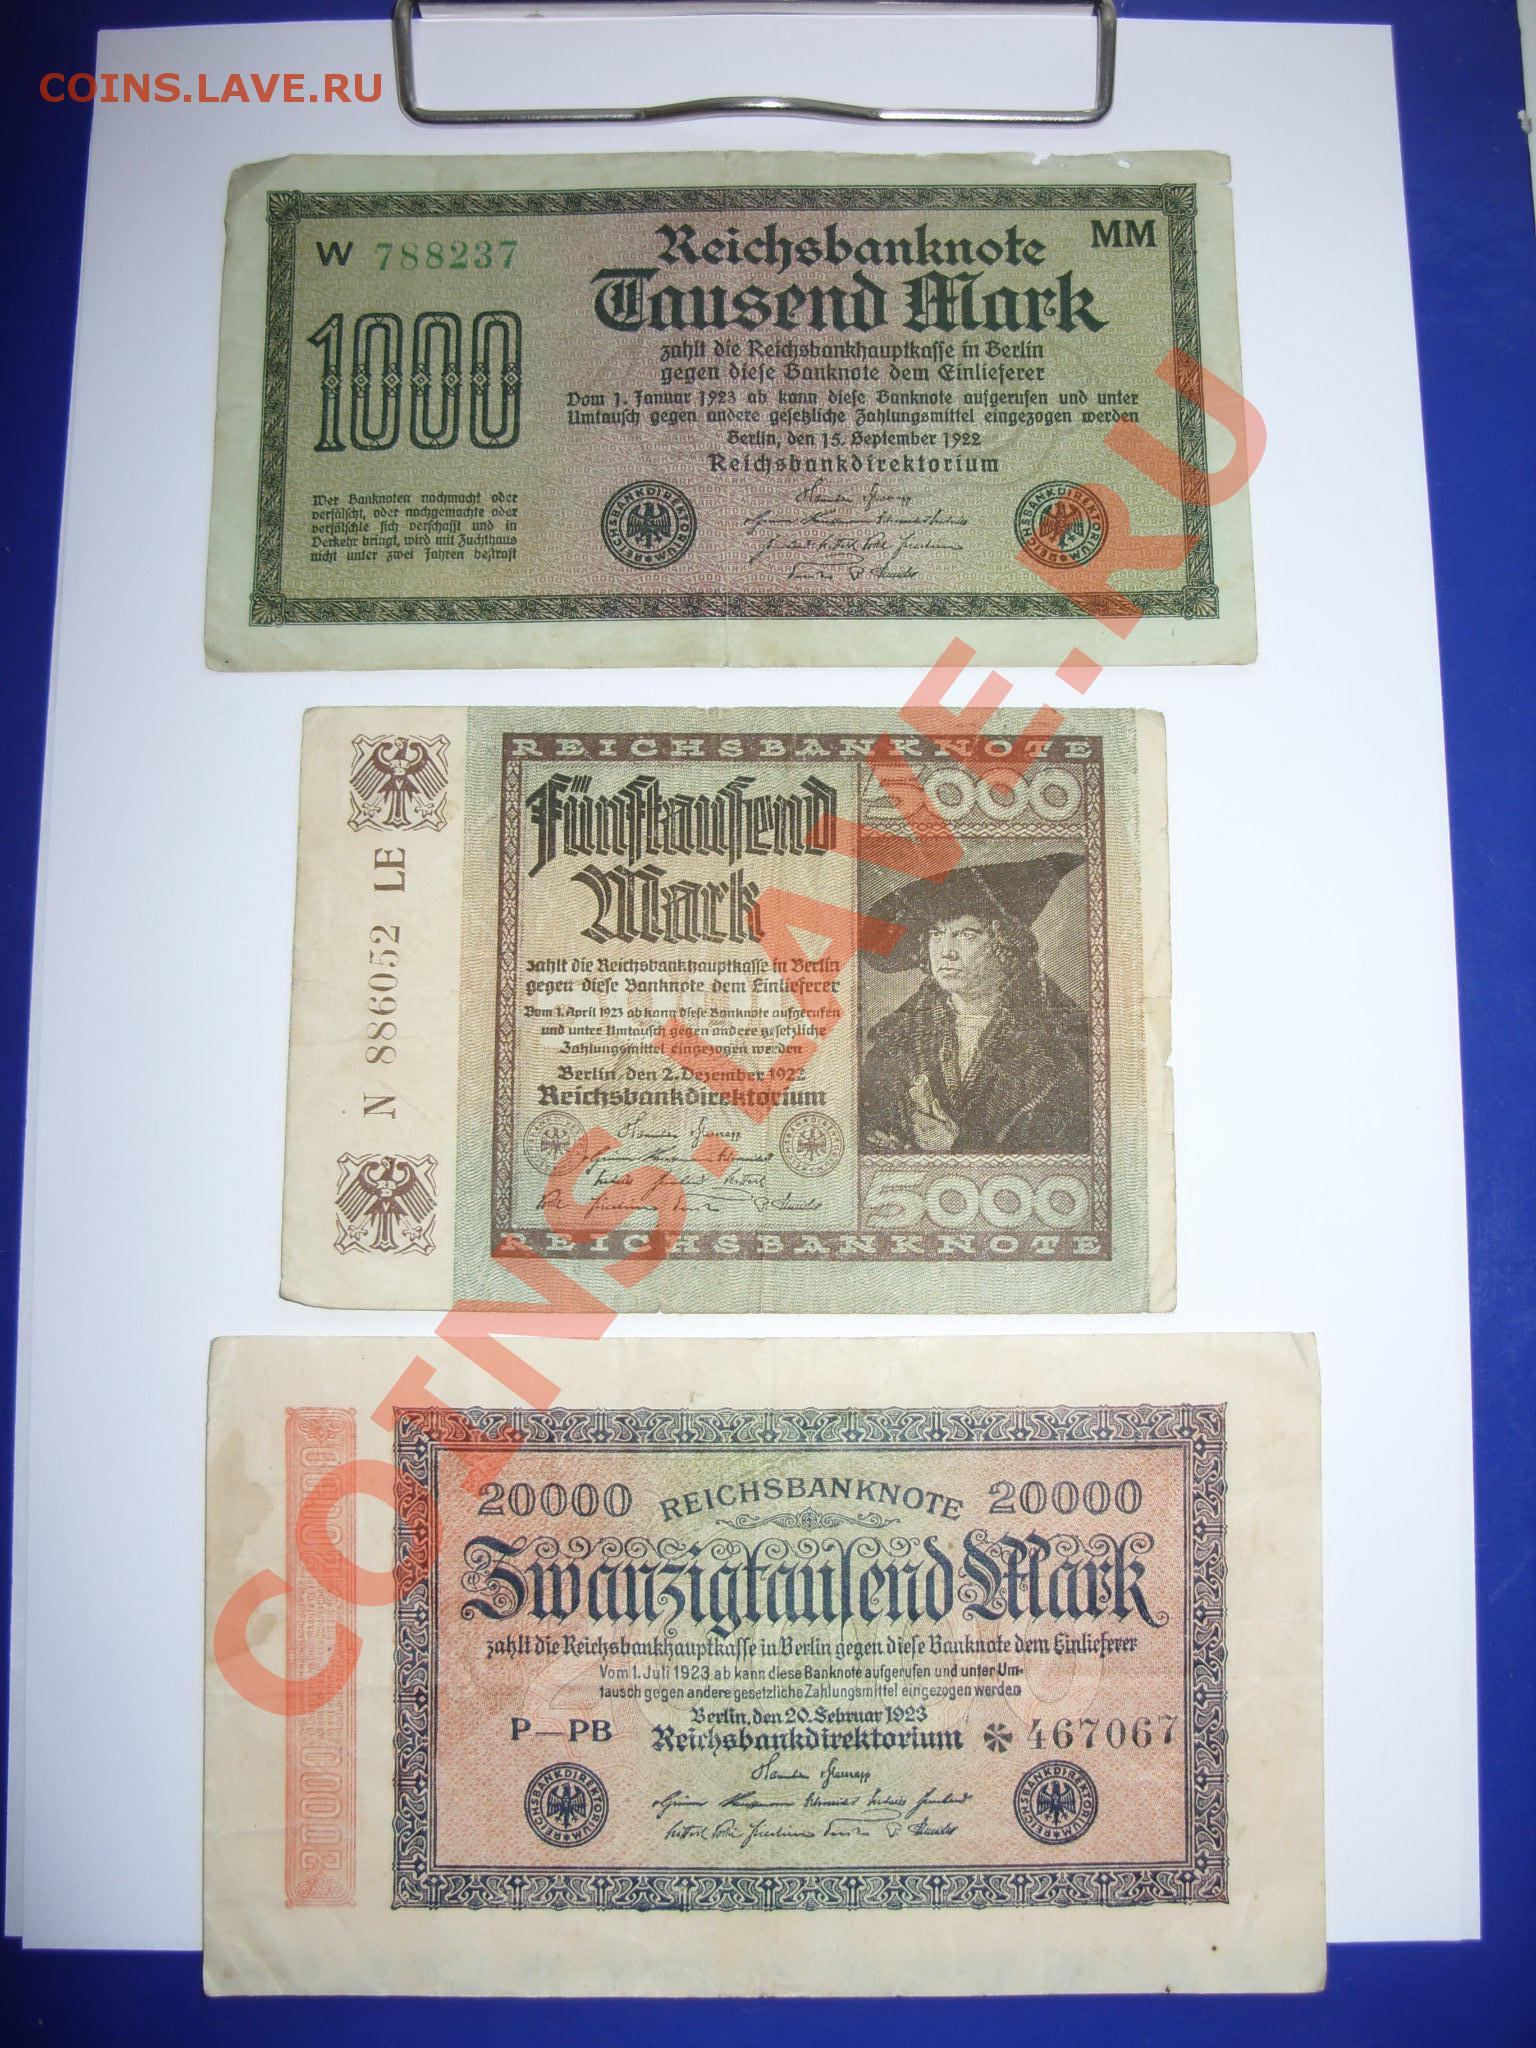 COINS.LAVE.RU
W 788237
Reichsbanknote
MM
Tausend Mark
1000
zahlt die Reichsbankhauptkasse in Berlin
gegen diese Banknote dem Einlieferer
Vom 1. Januar 1923 ab kann diese Banknote aufgerufen und unter
Umtausch gegen andere gesetzliche Zahlungsmittel eingezogen werden
Berlin, den 15. September 1922
Reichsbankdirektorium
Wer Banknoten nachmacht oder
verfälscht, oder nachgemachte oder
verfälschte sich verschafft und in
Verkehr bringt, wird mit Zuchthaus
nicht unter zwei Jahren bestraft
REICHSBANKDIREKTORIUM
REICHSBANKDIREKTORIUM
N 886052 LE
REICHSBANKNOTE
5000
Fünftausend
Mark
zahlt die Reichsbankhauptkasse in Berlin
gegen diese Banknote dem Einlieferer
Vom 1. April 1923 ab kann diese Banknote aufgerufen
und unter Umtausch gegen andere gesetzliche
Zahlungsmittel eingezogen werden
Berlin, den 2. Dezember 1922
Reichsbankdirektorium
5000
REICHSBANKNOTE
20000
20000
20000 REICHSBANKNOTE 20000
Zwanzigtausend Mark
zahlt die Reichsbankhauptkasse in Berlin gegen diese Banknote dem Einlieferer
Vom 1. Juli 1923 ab kann diese Banknote aufgerufen und unter Um-
tausch gegen andere gesetzliche Zahlungsmittel eingezogen werden
Berlin, den 20. Februar 1923
P—PB Reichsbankdirektorium * 467067
REICHSBANKDIREKTORIUM
REICHSBANKDIREKTORIUM
COINS.LAVE.RU